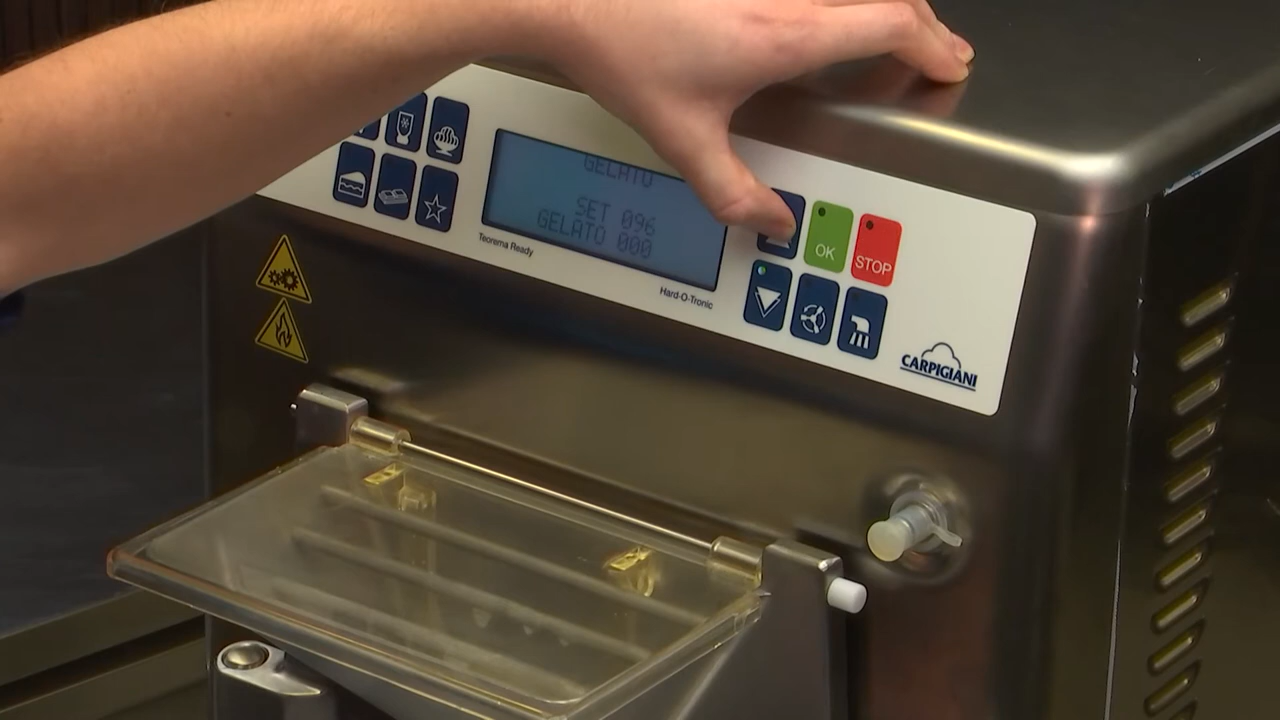 GELATO
SET 096
GELATO 000
Teorema Ready
Hard-O-Tronic
OK
STOP
CARPIGIANI